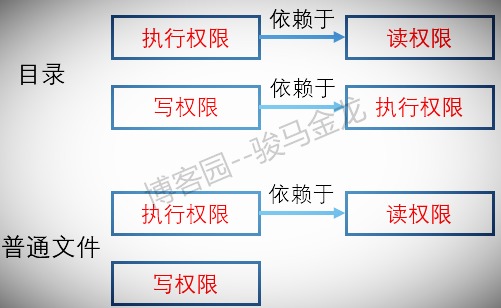 执行权限 依赖于 读权限
目录
写权限 依赖于 执行权限
博客园--骏马金龙
执行权限 依赖于 读权限
普通文件
写权限